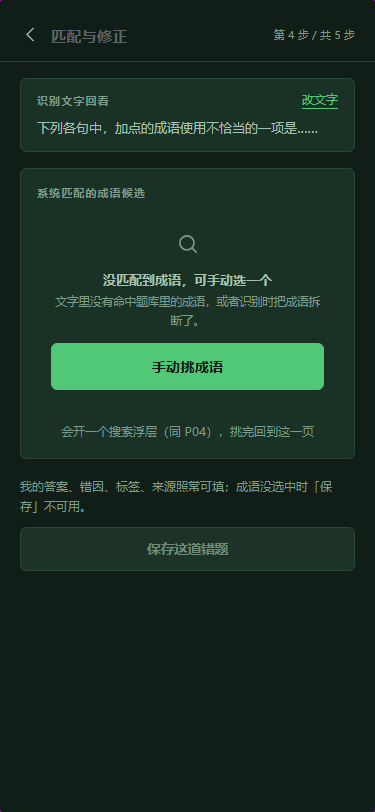 匹配与修正
第 4 步 / 共 5 步
识别文字回看
改文字
下列各句中，加点的成语使用不恰当的一项是……
系统匹配的成语候选
没匹配到成语，可手动选一个
文字里没有命中题库里的成语，或者识别时把成语拆
断了。
手动挑成语
会开一个搜索浮层（同 P04），挑完回到这一页
我的答案、错因、标签、来源照常可填；成语没选中时「保
存」不可用。
保存这道错题